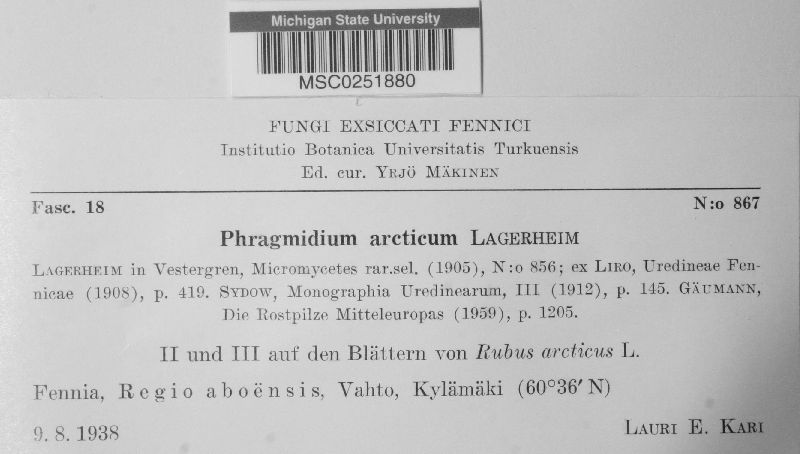 Michigan State University
MSC0251880
FUNGI EXSICCATI FENNICI
Institutio Botanica Universitatis Turkuensis
Ed. cur. YRJÖ MÄKINEN
Fasc. 18 N:o 867
Phragmidium arcticum LAGERHEIM
LAGERHEIM in Vestergren, Micromycetes rar.sel. (1905), N:o 856; ex LIRO, Uredineae Fen-
nicae (1908), p. 419. SYDOW, Monographia Uredinearum, III (1912), p. 145. GÄUMANN,
Die Rostpilze Mitteleuropas (1959), p. 1205.
II und III auf den Blättern von Rubus arcticus L.
Fennia, Regio aboënsis, Vahto, Kylämäki (60°36′ N)
9. 8. 1938 LAURI E. KARI